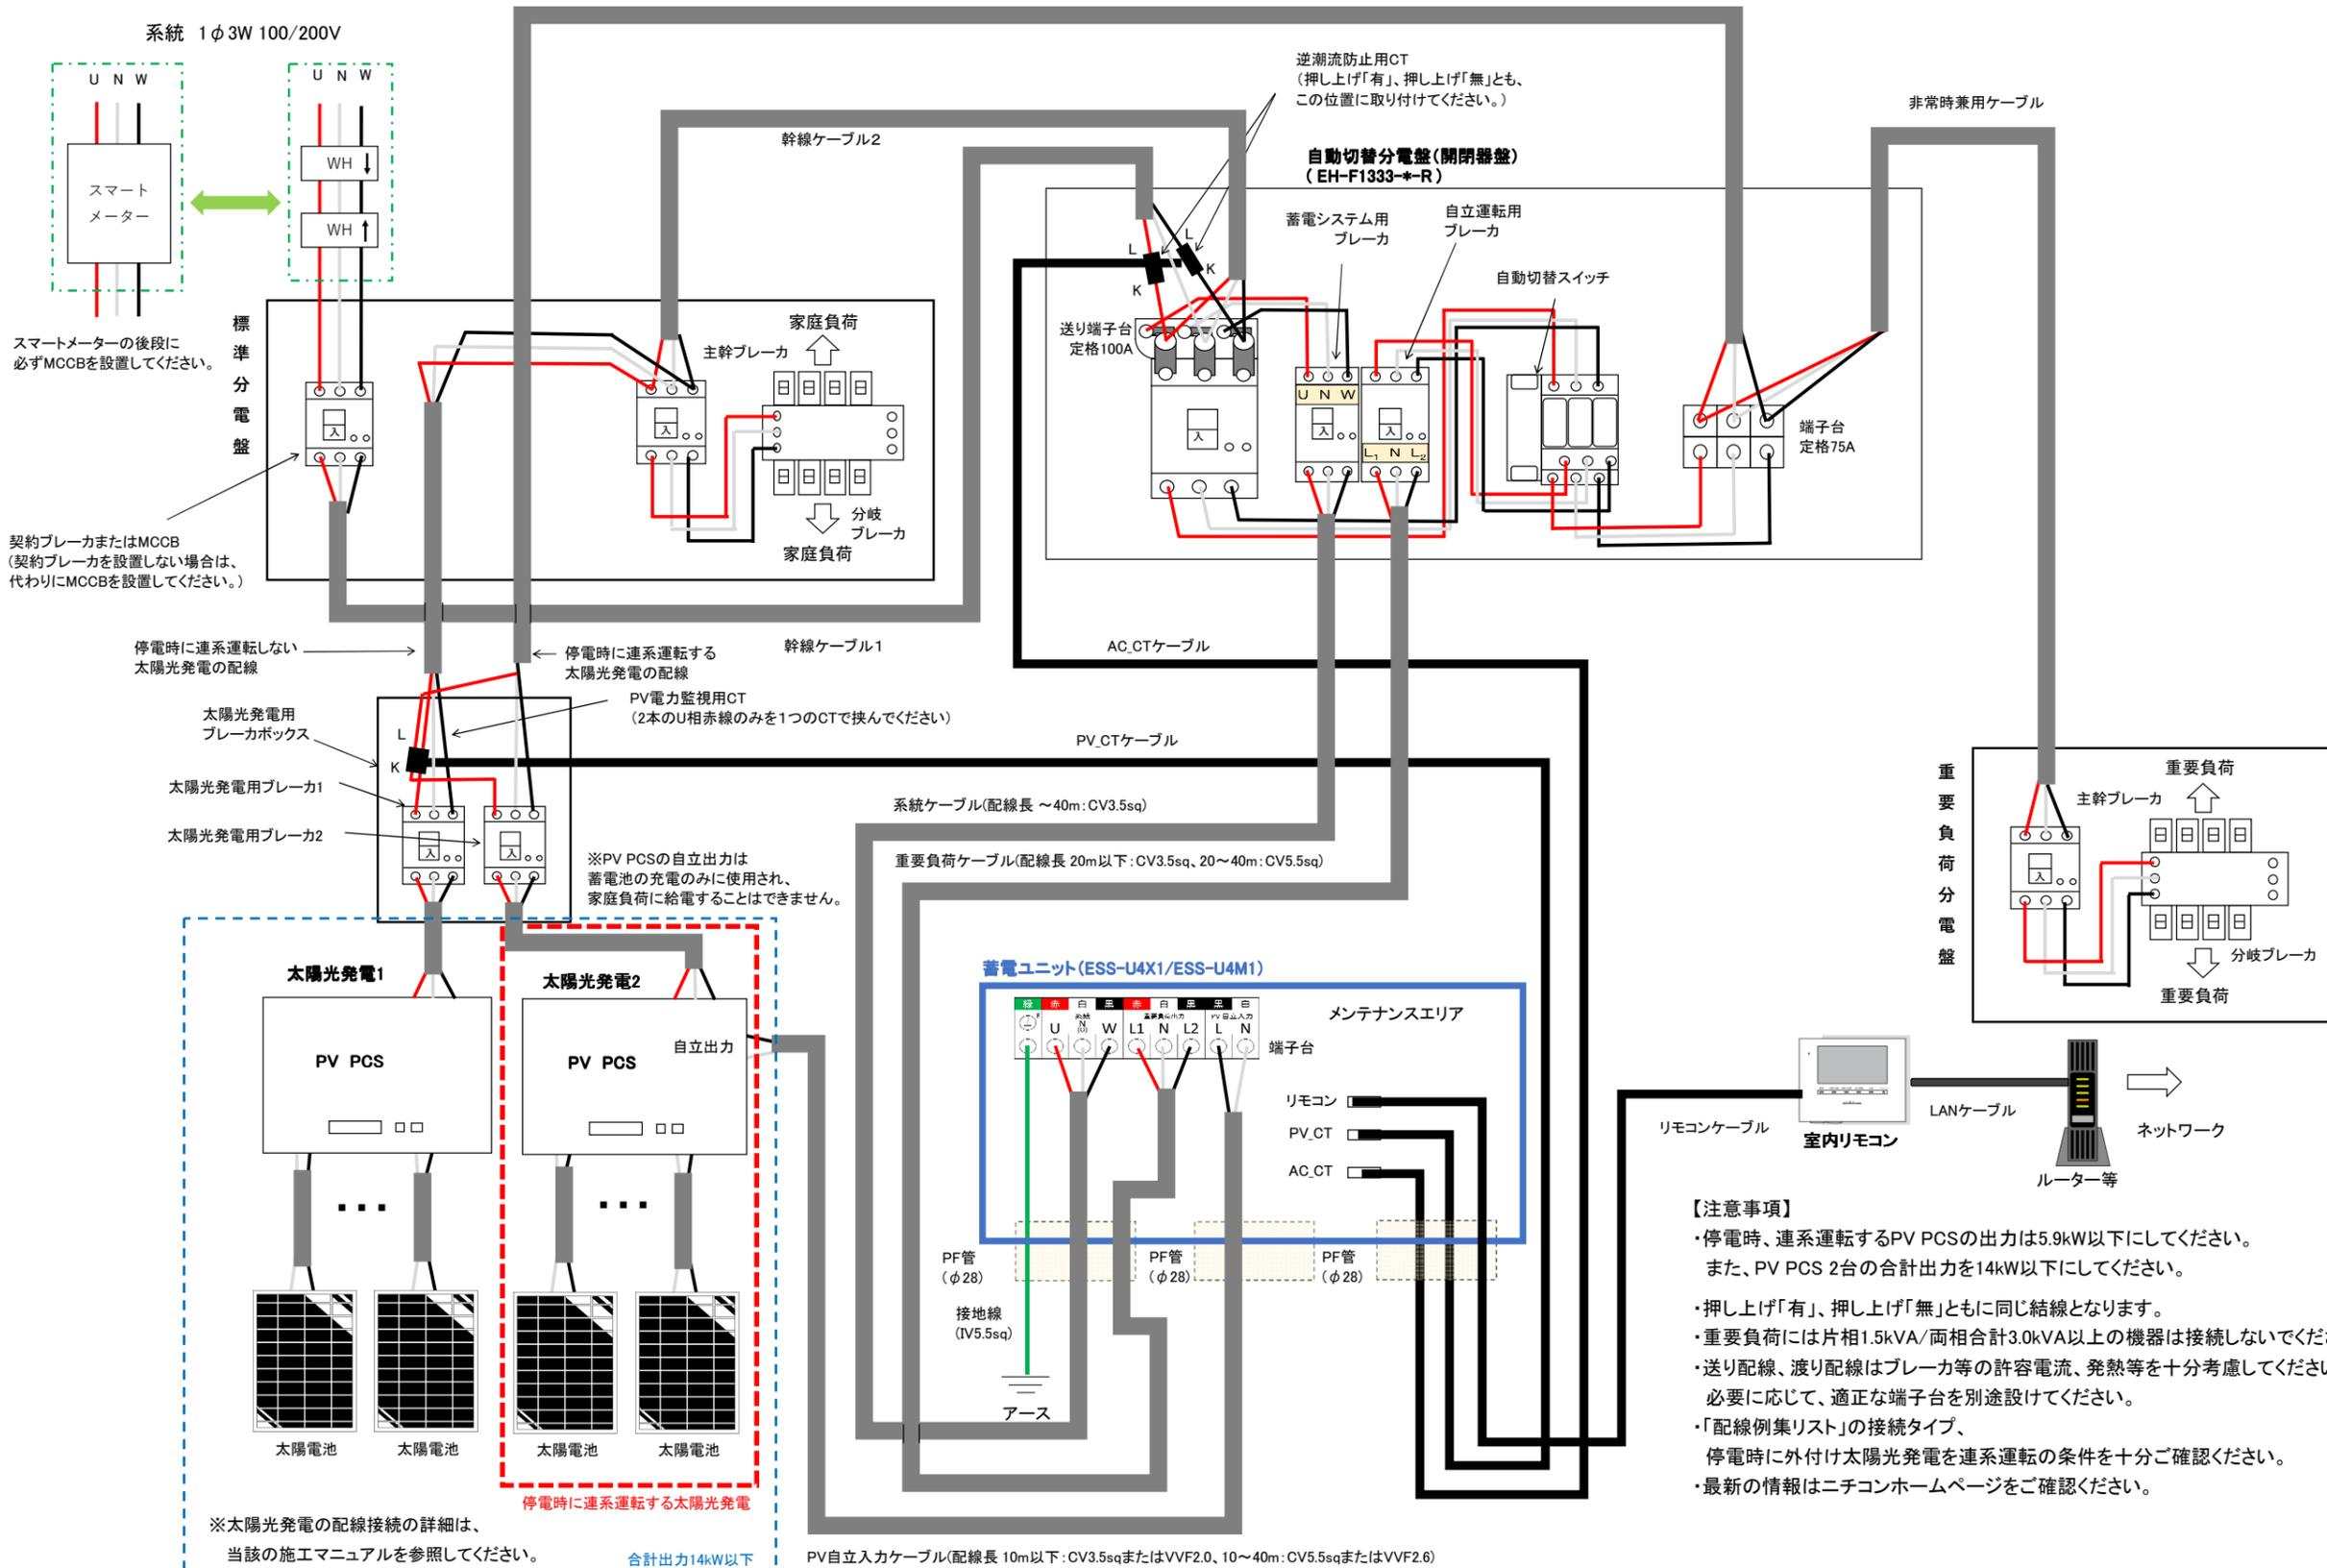 系統 1φ3W 100/200V
U N W
U N W
スマート
メーター
WH ↓
WH ↑
スマートメーターの後段に
必ずMCCBを設置してください。
標準分電盤
入
契約ブレーカまたはMCCB
(契約ブレーカを設置しない場合は、
代わりにMCCBを設置してください。)
幹線ケーブル2
主幹ブレーカ
入
家庭負荷
分岐
ブレーカ
家庭負荷
逆潮流防止用CT
(押し上げ「有」、押し上げ「無」とも、
この位置に取り付けてください。)
自動切替分電盤(開閉器盤)
(EH-F1333-*-R)
蓄電システム用
ブレーカ
自立運転用
ブレーカ
自動切替スイッチ
L
K
L
K
送り端子台
定格100A
入
U N W
入
入
L1 N L2
端子台
定格75A
非常時兼用ケーブル
停電時に連系運転しない
太陽光発電の配線
停電時に連系運転する
太陽光発電の配線
幹線ケーブル1
AC_CTケーブル
PV電力監視用CT
(2本のU相赤線のみを1つのCTで挟んでください)
太陽光発電用
ブレーカボックス
L
K
PV_CTケーブル
太陽光発電用ブレーカ1
太陽光発電用ブレーカ2
入
入
系統ケーブル(配線長 ～40m:CV3.5sq)
重要負荷ケーブル(配線長 20m以下:CV3.5sq、20～40m:CV5.5sq)
※PV PCSの自立出力は
蓄電池の充電のみに使用され、
家庭負荷に給電することはできません。
重要負荷分電盤
重要負荷
主幹ブレーカ
入
分岐ブレーカ
重要負荷
太陽光発電1
PV PCS
太陽光発電2
自立出力
PV PCS
太陽電池
太陽電池
太陽電池
太陽電池
停電時に連系運転する太陽光発電
※太陽光発電の配線接続の詳細は、
当該の施工マニュアルを参照してください。
合計出力14kW以下
蓄電ユニット(ESS-U4X1/ESS-U4M1)
緑 赤 白 黒 赤 白 黒 黒 白
系統 重要負荷出力 PV自立入力
U N W L1 N L2 L N
メンテナンスエリア
端子台
リモコン
PV_CT
AC_CT
PF管
(φ28)
PF管
(φ28)
PF管
(φ28)
接地線
(IV5.5sq)
アース
PV自立入力ケーブル(配線長 10m以下:CV3.5sqまたはVVF2.0、10～40m:CV5.5sqまたはVVF2.6)
リモコンケーブル
室内リモコン
LANケーブル
ルーター等
ネットワーク
【注意事項】
・停電時、連系運転するPV PCSの出力は5.9kW以下にしてください。
また、PV PCS 2台の合計出力を14kW以下にしてください。
・押し上げ「有」、押し上げ「無」ともに同じ結線となります。
・重要負荷には片相1.5kVA/両相合計3.0kVA以上の機器は接続しないでくだ
・送り配線、渡り配線はブレーカ等の許容電流、発熱等を十分考慮してくださ
必要に応じて、適正な端子台を別途設けてください。
・「配線例集リスト」の接続タイプ、
停電時に外付け太陽光発電を連系運転の条件を十分ご確認ください。
・最新の情報はニチコンホームページをご確認ください。